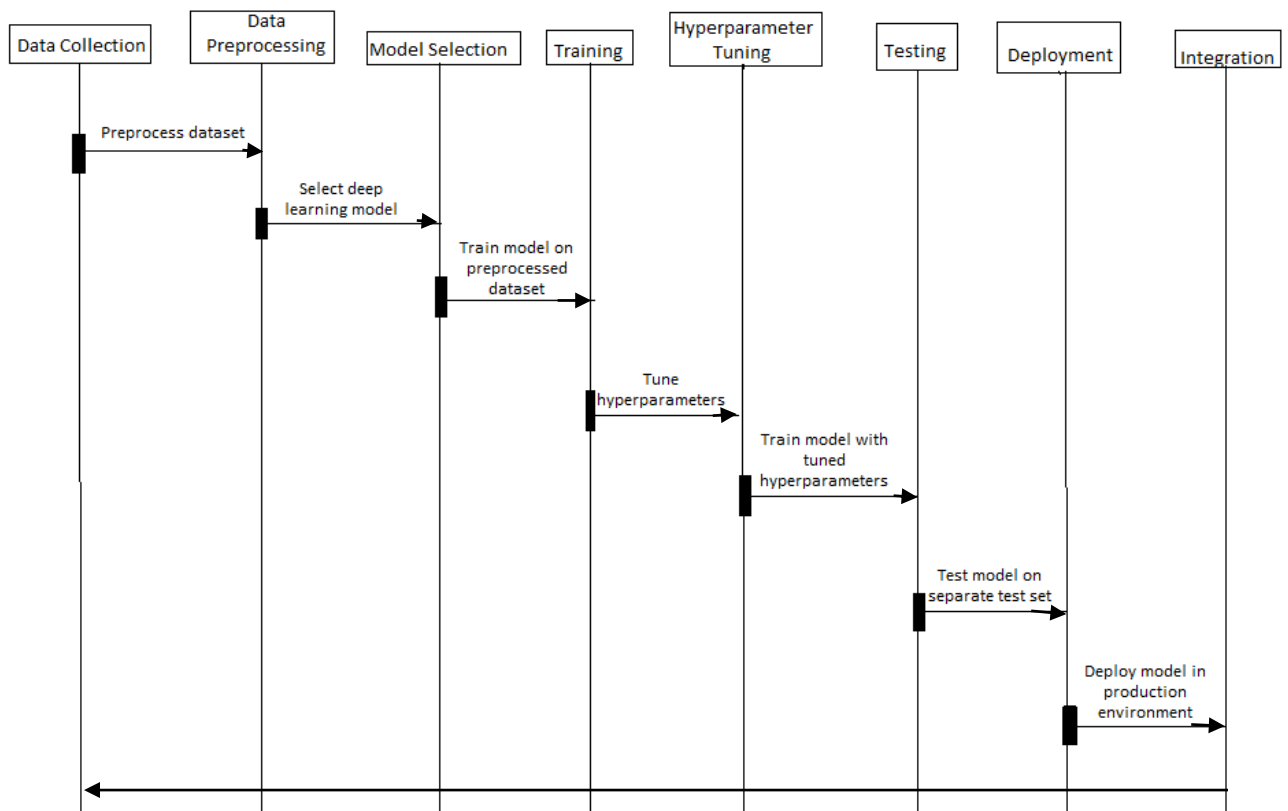 Data Collection
Data
Preprocessing
Model Selection
Training
Hyperparameter
Tuning
Testing
Deployment
Integration
Preprocess dataset
Select deep
learning model
Train model on
preprocessed
dataset
Tune
hyperparameters
Train model with
tuned
hyperparameters
Test model on
separate test set
Deploy model in
production
environment